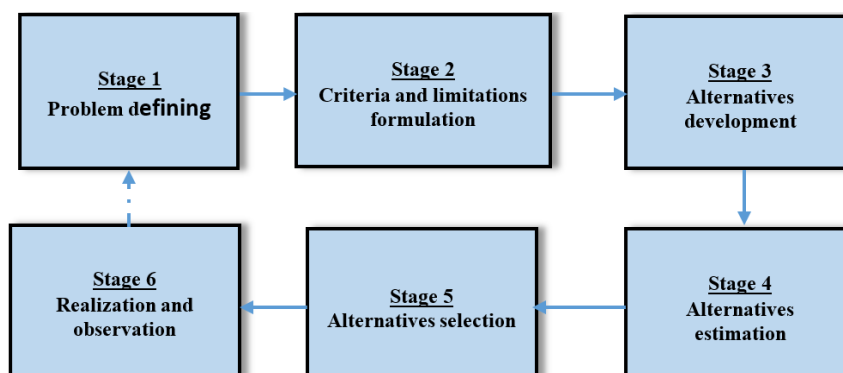 Stage 1
Problem defining
Stage 2
Criteria and limitations
formulation
Stage 3
Alternatives
development
Stage 4
Alternatives
estimation
Stage 5
Alternatives selection
Stage 6
Realization and
observation